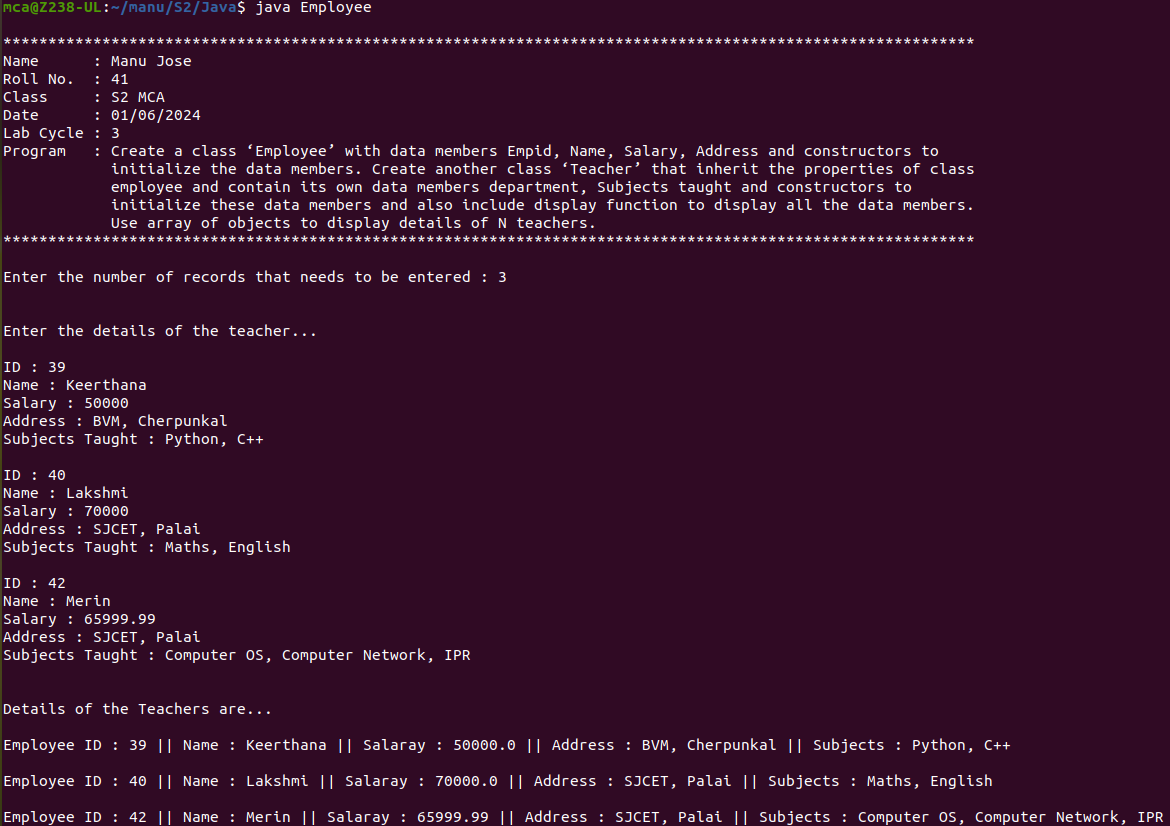 mca@Z238-UL:~/manu/S2/Java$ java Employee
************************************************************************************************************
Name      : Manu Jose
Roll No.  : 41
Class     : S2 MCA
Date      : 01/06/2024
Lab Cycle : 3
Program   : Create a class ‘Employee’ with data members Empid, Name, Salary, Address and constructors to
            initialize the data members. Create another class ‘Teacher’ that inherit the properties of class
            employee and contain its own data members department, Subjects taught and constructors to
            initialize these data members and also include display function to display all the data members.
            Use array of objects to display details of N teachers.
************************************************************************************************************
Enter the number of records that needs to be entered : 3
Enter the details of the teacher...
ID : 39
Name : Keerthana
Salary : 50000
Address : BVM, Cherpunkal
Subjects Taught : Python, C++
ID : 40
Name : Lakshmi
Salary : 70000
Address : SJCET, Palai
Subjects Taught : Maths, English
ID : 42
Name : Merin
Salary : 65999.99
Address : SJCET, Palai
Subjects Taught : Computer OS, Computer Network, IPR
Details of the Teachers are...
Employee ID : 39 || Name : Keerthana || Salaray : 50000.0 || Address : BVM, Cherpunkal || Subjects : Python, C++
Employee ID : 40 || Name : Lakshmi || Salaray : 70000.0 || Address : SJCET, Palai || Subjects : Maths, English
Employee ID : 42 || Name : Merin || Salaray : 65999.99 || Address : SJCET, Palai || Subjects : Computer OS, Computer Network, IPR